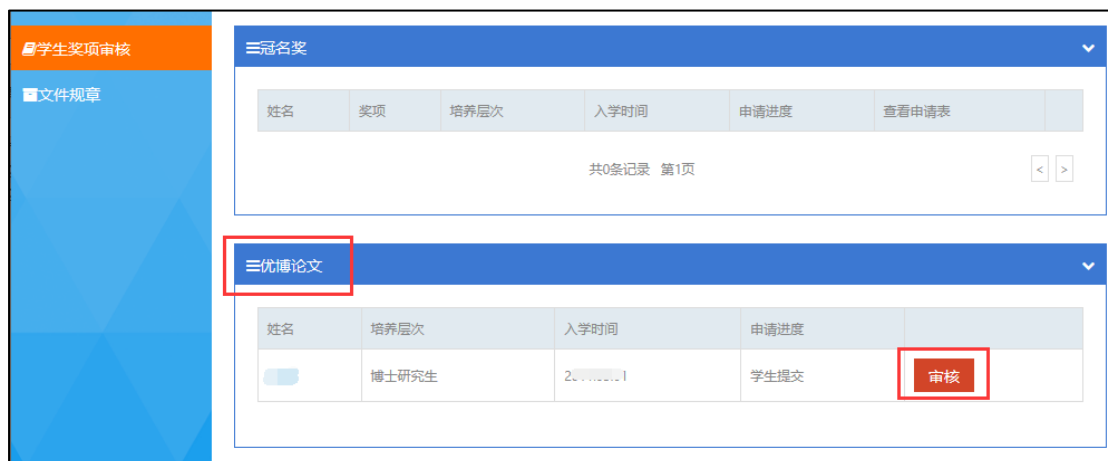 学生奖项审核
文件规章
冠名奖
姓名 奖项 培养层次 入学时间 申请进度 查看申请表
共0条记录 第1页 < >
优博论文
姓名 培养层次 入学时间 申请进度
博士研究生 学生提交 审核